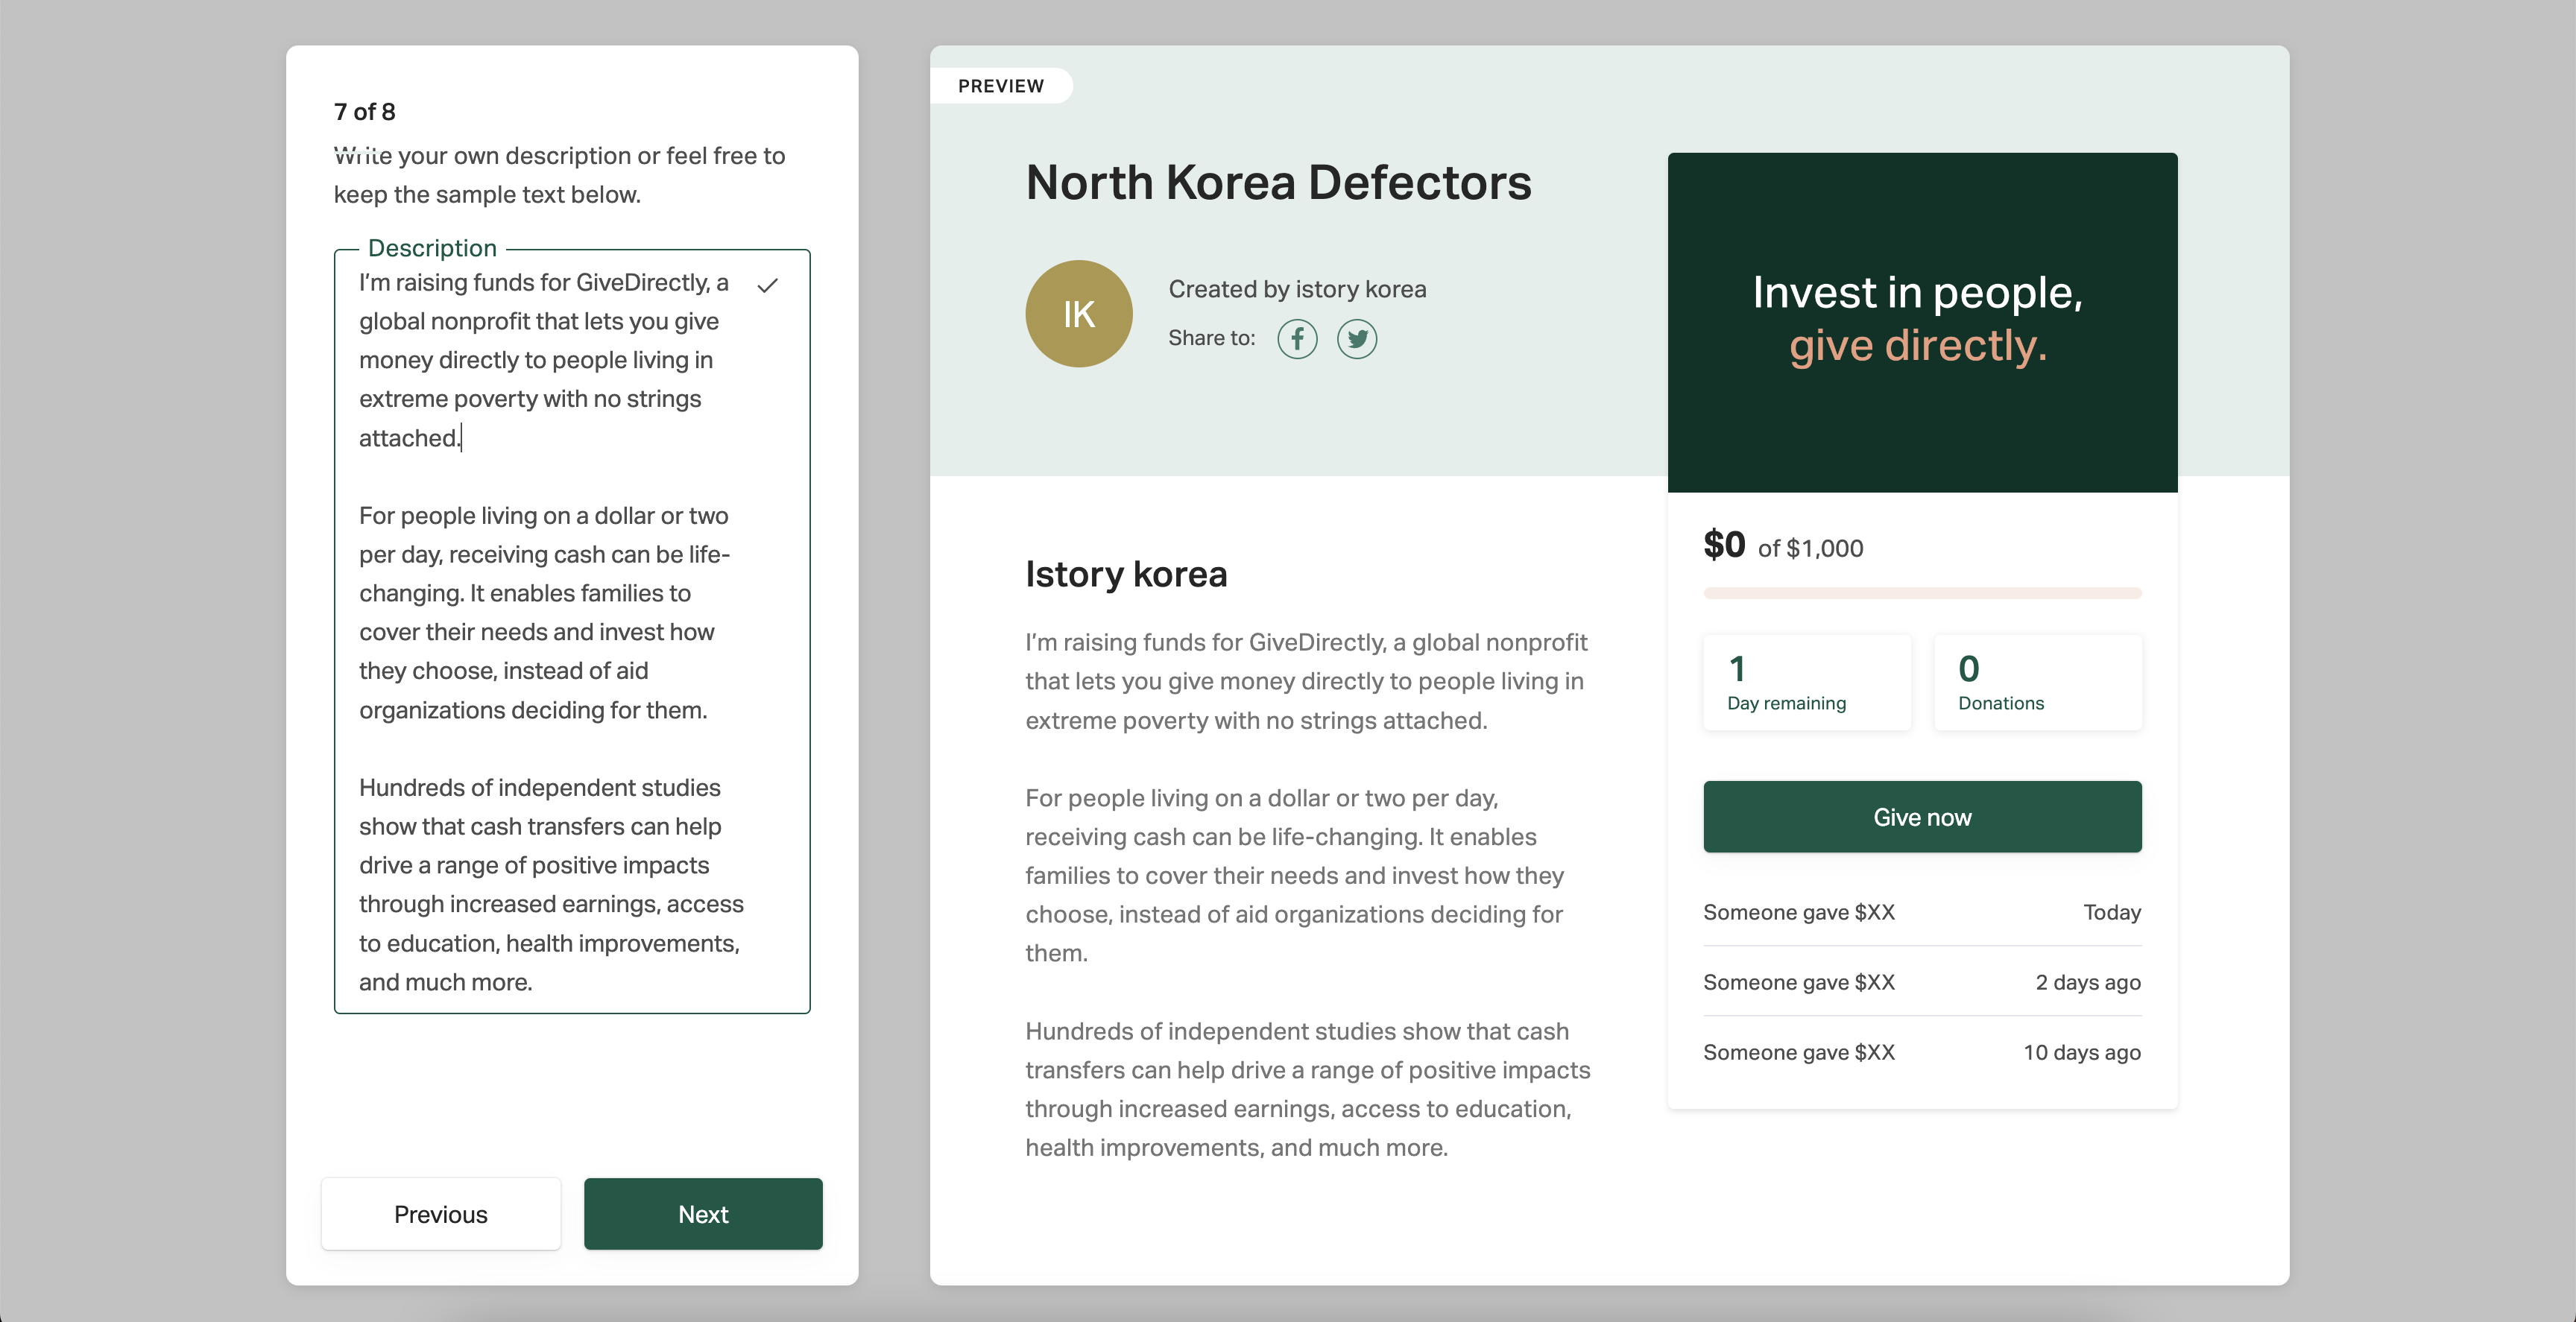 7 of 8
Write your own description or feel free to
keep the sample text below.
Description
I’m raising funds for GiveDirectly, a
global nonprofit that lets you give
money directly to people living in
extreme poverty with no strings
attached.
For people living on a dollar or two
per day, receiving cash can be life-
changing. It enables families to
cover their needs and invest how
they choose, instead of aid
organizations deciding for them.
Hundreds of independent studies
show that cash transfers can help
drive a range of positive impacts
through increased earnings, access
to education, health improvements,
and much more.
Previous
Next
PREVIEW
North Korea Defectors
IK
Created by istory korea
Share to:
Istory korea
I’m raising funds for GiveDirectly, a global nonprofit
that lets you give money directly to people living in
extreme poverty with no strings attached.
For people living on a dollar or two per day,
receiving cash can be life-changing. It enables
families to cover their needs and invest how they
choose, instead of aid organizations deciding for
them.
Hundreds of independent studies show that cash
transfers can help drive a range of positive impacts
through increased earnings, access to education,
health improvements, and much more.
Invest in people,
give directly.
$0 of $1,000
1
Day remaining
0
Donations
Give now
Someone gave $XX Today
Someone gave $XX 2 days ago
Someone gave $XX 10 days ago